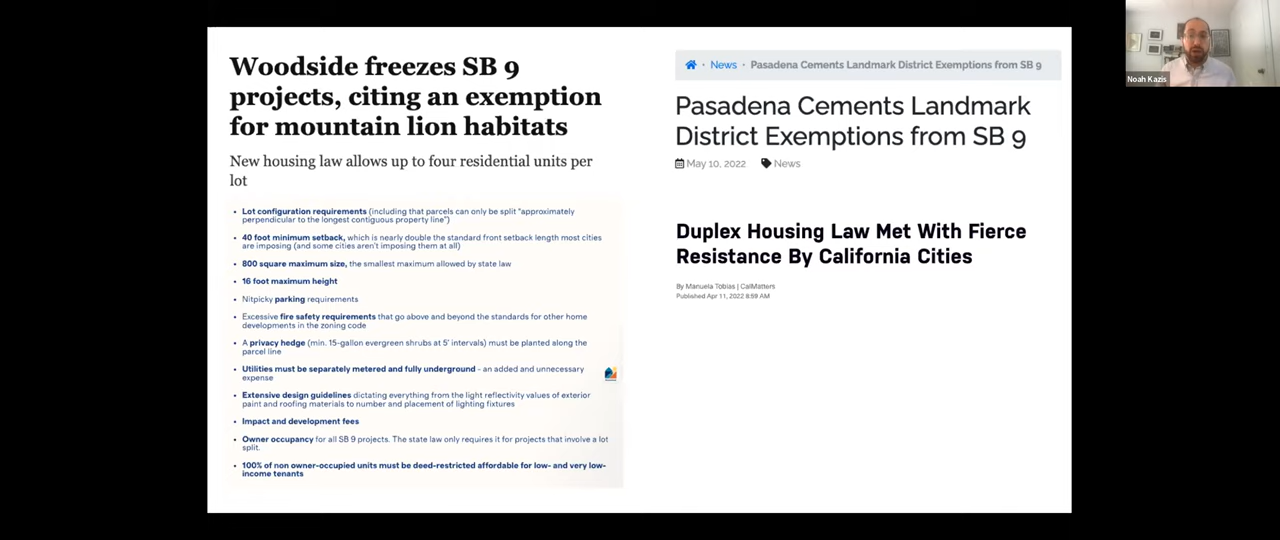 Woodside freezes SB 9
projects, citing an exemption
for mountain lion habitats
New housing law allows up to four residential units per
lot
• Lot configuration requirements (including that parcels can only be split "approximately
perpendicular to the longest contiguous property line")
• 40 foot minimum setback, which is nearly double the standard front setback length most cities
are imposing (and some cities aren't imposing them at all)
• 800 square maximum size, the smallest maximum allowed by state law
• 16 foot maximum height
• Nitpicky parking requirements
• Excessive fire safety requirements that go above and beyond the standards for other home
developments in the zoning code
• A privacy hedge (min. 15-gallon evergreen shrubs at 5' intervals) must be planted along the
parcel line
• Utilities must be separately metered and fully underground - an added and unnecessary
expense
• Extensive design guidelines dictating everything from the light reflectivity values of exterior
paint and roofing materials to number and placement of lighting fixtures
• Impact and development fees
• Owner occupancy for all SB 9 projects. The state law only requires it for projects that involve a lot
split.
• 100% of non owner-occupied units must be deed-restricted affordable for low- and very low-
income tenants
• News • Pasadena Cements Landmark District Exemptions from SB 9
Pasadena Cements Landmark
District Exemptions from SB 9
May 10, 2022 News
Duplex Housing Law Met With Fierce
Resistance By California Cities
By Manuela Tobias | CalMatters
Published Apr 11, 2022 8:59 AM
Noah Kazis